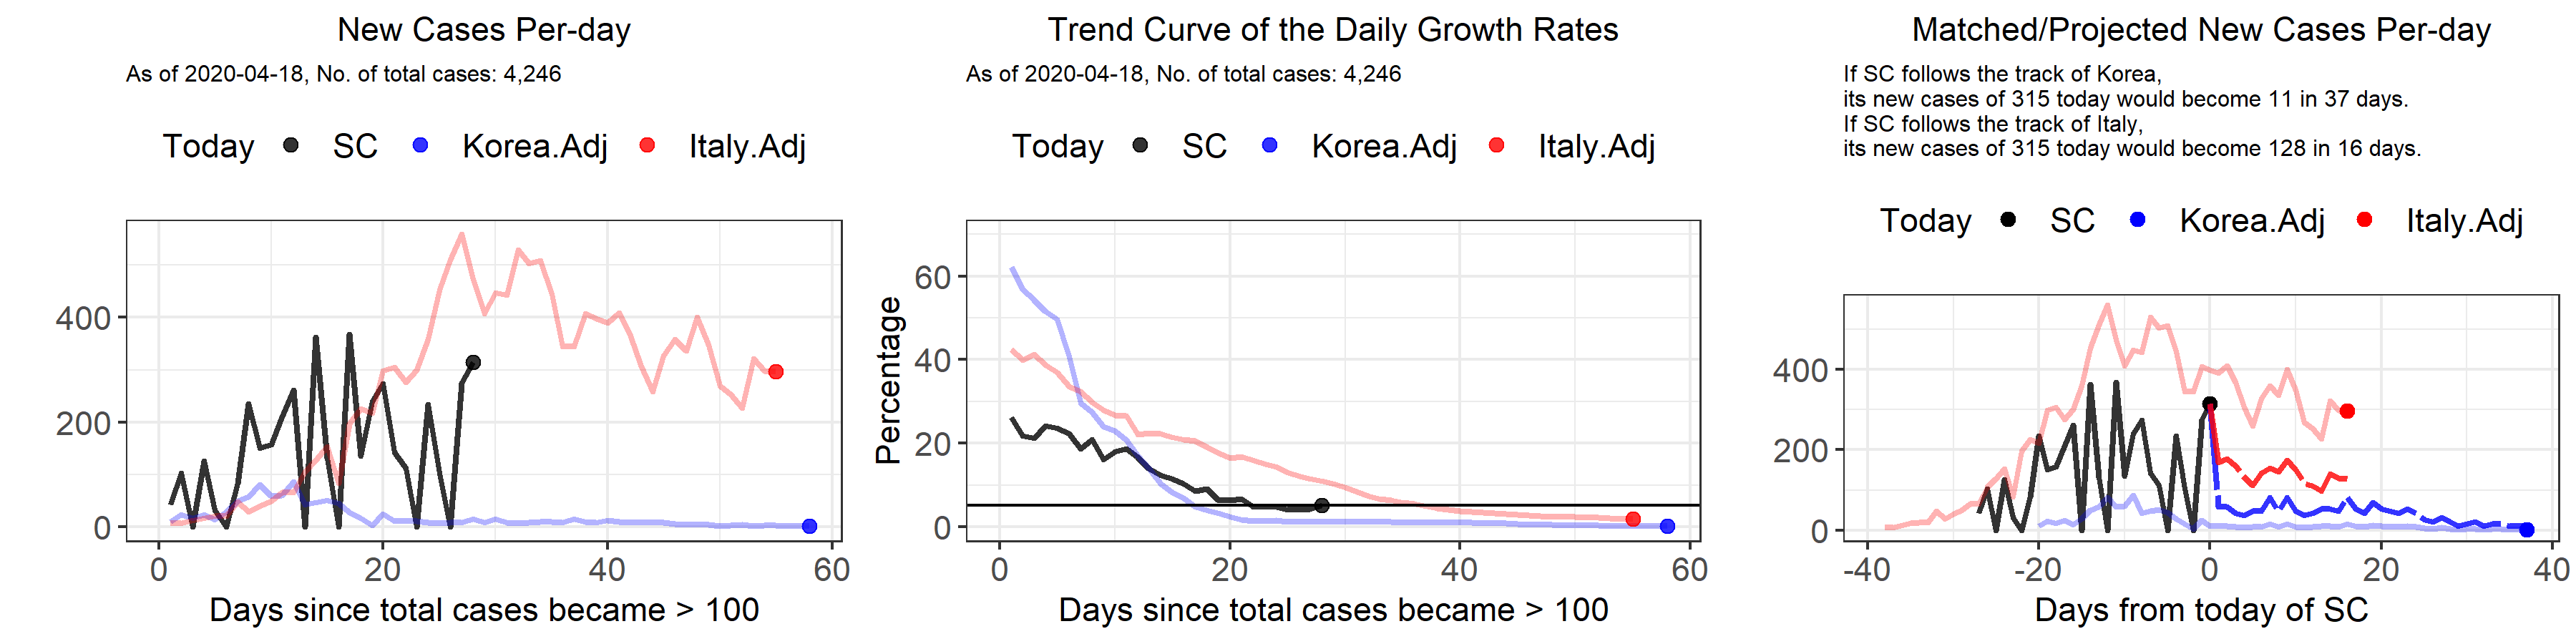 New Cases Per-day
As of 2020-04-18, No. of total cases: 4,246
Today SC Korea.Adj Italy.Adj
400
200
0
0 20 40 60
Days since total cases became > 100
Trend Curve of the Daily Growth Rates
As of 2020-04-18, No. of total cases: 4,246
Today SC Korea.Adj Italy.Adj
Percentage
60
40
20
0
0 20 40 60
Days since total cases became > 100
Matched/Projected New Cases Per-day
If SC follows the track of Korea,
its new cases of 315 today would become 11 in 37 days.
If SC follows the track of Italy,
its new cases of 315 today would become 128 in 16 days.
Today SC Korea.Adj Italy.Adj
400
200
0
-40 -20 0 20 40
Days from today of SC